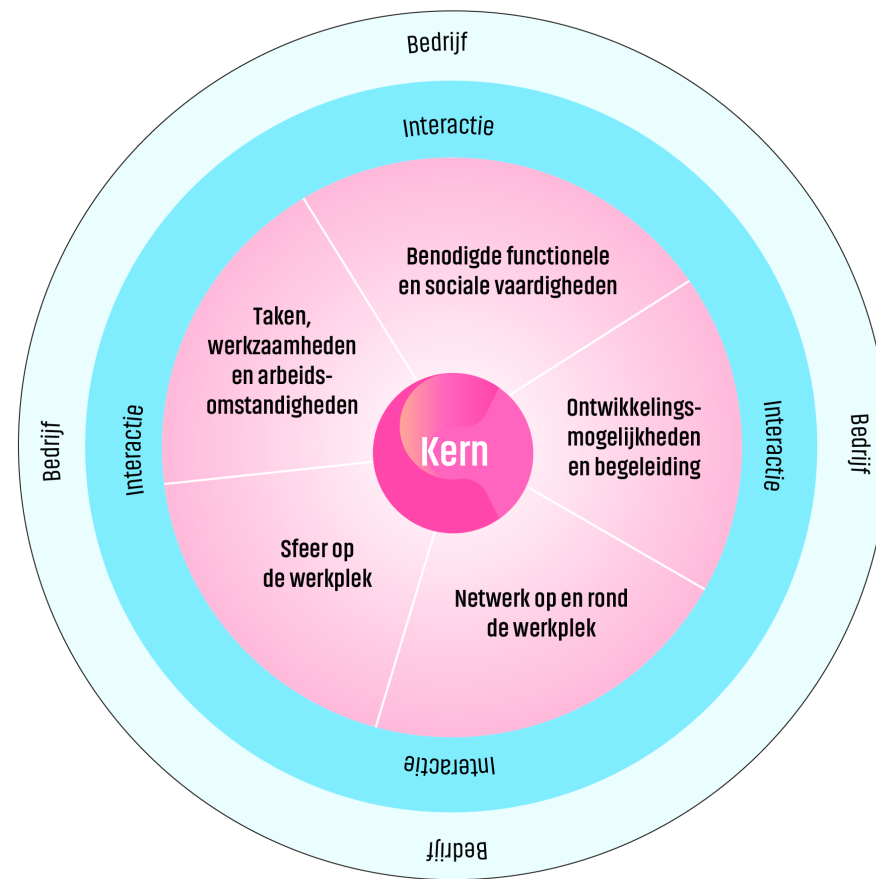 Bedrijf
Interactie
Benodigde functionele
en sociale vaardigheden
Taken,
werkzaamheden
en arbeids-
omstandigheden
Ontwikkelings-
mogelijkheden
en begeleiding
Kern
Bedrijf
Interactie
Interactie
Bedrijf
Sfeer op
de werkplek
Netwerk op en rond
de werkplek
Interactie
Bedrijf